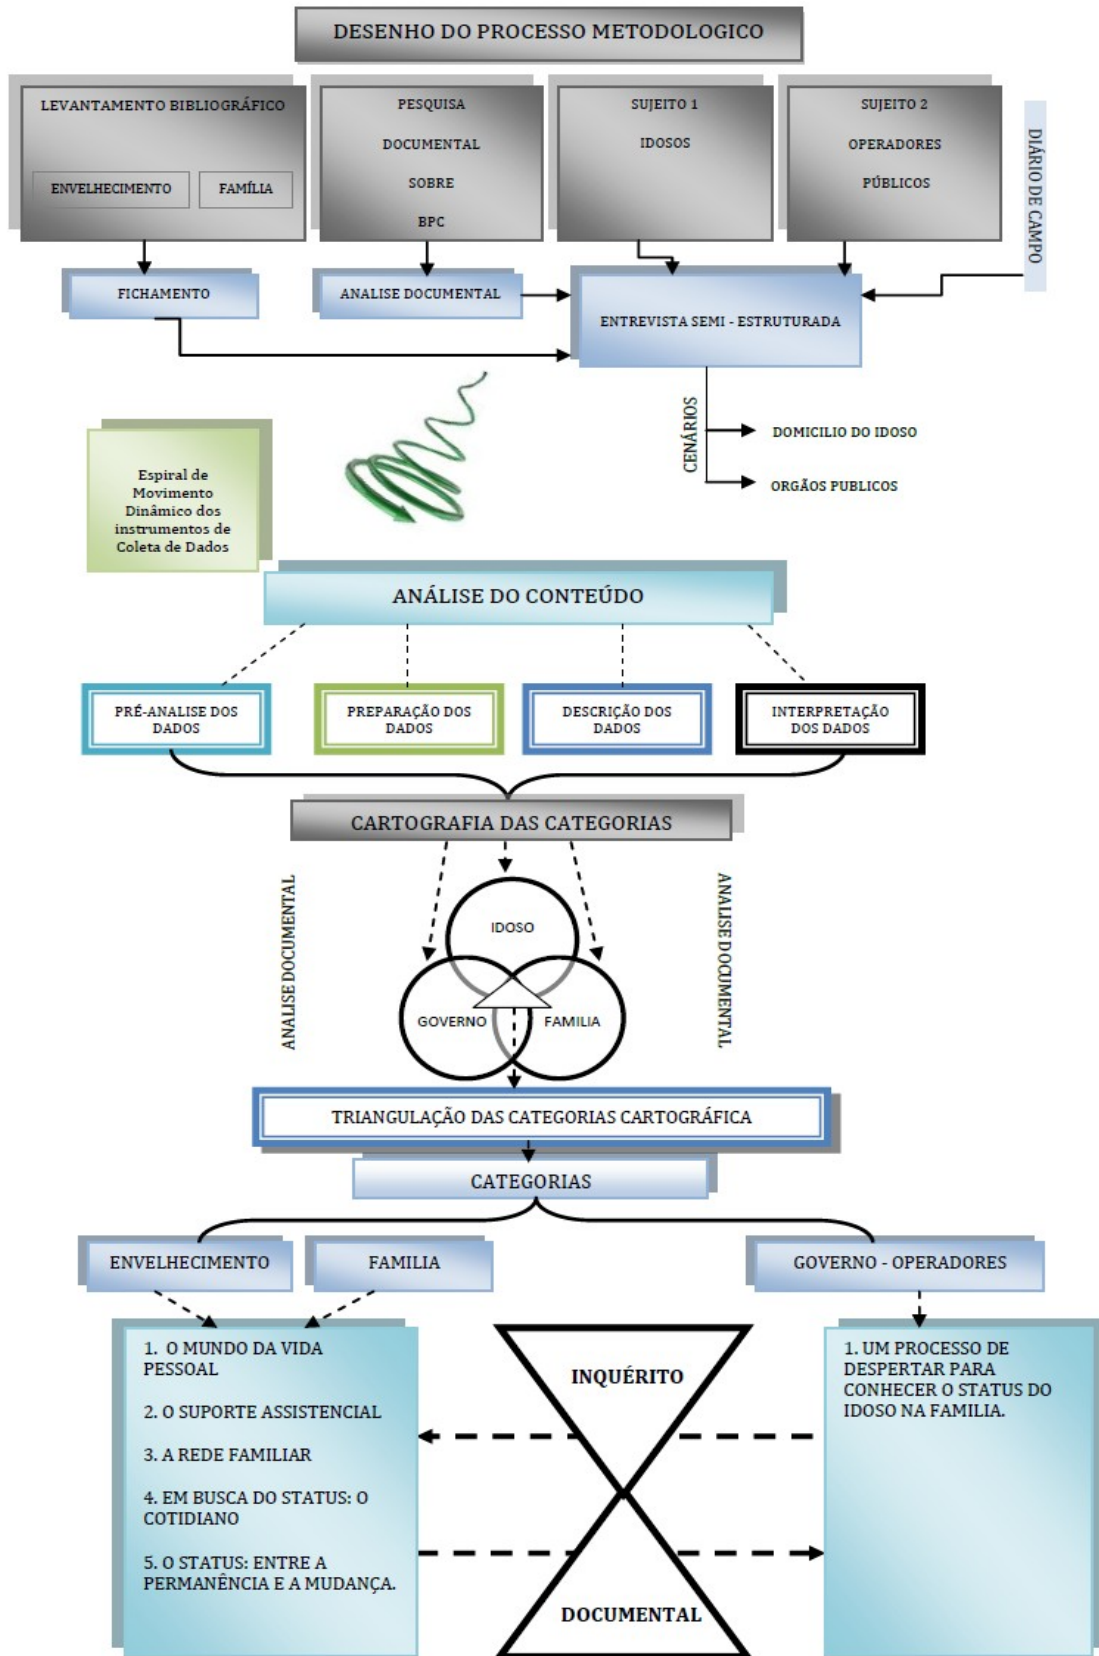 DESENHO DO PROCESSO METODOLOGICO
LEVANTAMENTO BIBLIOGRÁFICO
ENVELHECIMENTO
FAMÍLIA
PESQUISA
DOCUMENTAL
SOBRE
BPC
SUJEITO 1
IDOSOS
SUJEITO 2
OPERADORES
PÚBLICOS
DIÁRIO DE CAMPO
FICHAMENTO
ANALISE DOCUMENTAL
ENTREVISTA SEMI - ESTRUTURADA
CENÁRIOS
DOMICILIO DO IDOSO
ORGÃOS PUBLICOS
Espiral de
Movimento
Dinâmico dos
instrumentos de
Coleta de Dados
ANÁLISE DO CONTEÚDO
PRÉ-ANALISE DOS
DADOS
PREPARAÇÃO DOS
DADOS
DESCRIÇÃO DOS
DADOS
INTERPRETAÇÃO
DOS DADOS
CARTOGRAFIA DAS CATEGORIAS
ANALISE DOCUMENTAL
IDOSO
GOVERNO
FAMILIA
ANALISE DOCUMENTAL
TRIANGULAÇÃO DAS CATEGORIAS CARTOGRÁFICA
CATEGORIAS
ENVELHECIMENTO
FAMILIA
GOVERNO - OPERADORES
1. O MUNDO DA VIDA
PESSOAL
2. O SUPORTE ASSISTENCIAL
3. A REDE FAMILIAR
4. EM BUSCA DO STATUS: O
COTIDIANO
5. O STATUS: ENTRE A
PERMANÊNCIA E A MUDANÇA.
INQUÉRITO
DOCUMENTAL
1. UM PROCESSO DE
DESPERTAR PARA
CONHECER O STATUS DO
IDOSO NA FAMILIA.